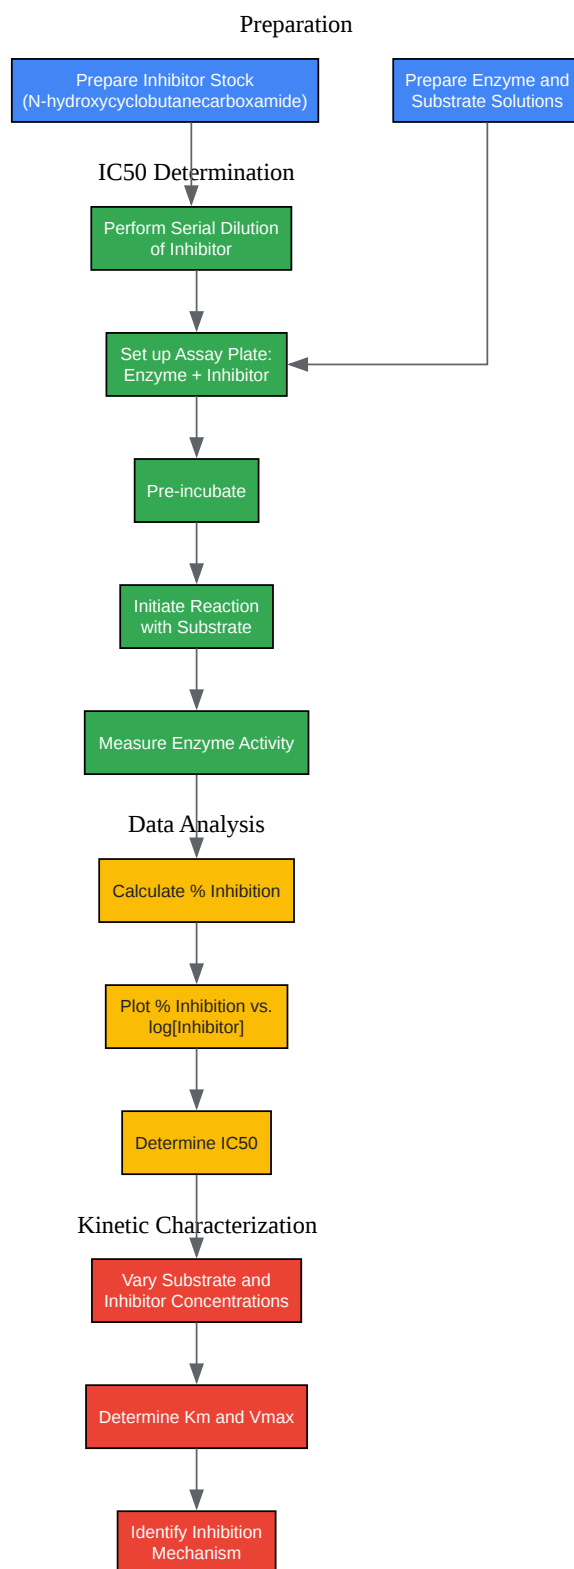 Preparation
Prepare Inhibitor Stock
(N-hydroxycyclobutanecarboxamide)
Prepare Enzyme and
Substrate Solutions
IC50 Determination
Perform Serial Dilution
of Inhibitor
Set up Assay Plate:
Enzyme + Inhibitor
Pre-incubate
Initiate Reaction
with Substrate
Measure Enzyme Activity
Data Analysis
Calculate % Inhibition
Plot % Inhibition vs.
log[Inhibitor]
Determine IC50
Kinetic Characterization
Vary Substrate and
Inhibitor Concentrations
Determine Km and Vmax
Identify Inhibition
Mechanism